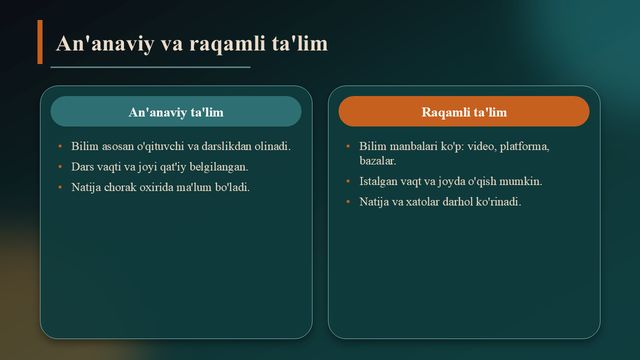 An'anaviy va raqamli ta'lim
An'anaviy ta'lim
• Bilim asosan o'qituvchi va darslikdan olinadi.
• Dars vaqti va joyi qat'iy belgilangan.
• Natija chorak oxirida ma'lum bo'ladi.
Raqamli ta'lim
• Bilim manbalari ko'p: video, platforma,
bazalar.
• Istalgan vaqt va joyda o'qish mumkin.
• Natija va xatolar darhol ko'rinadi.